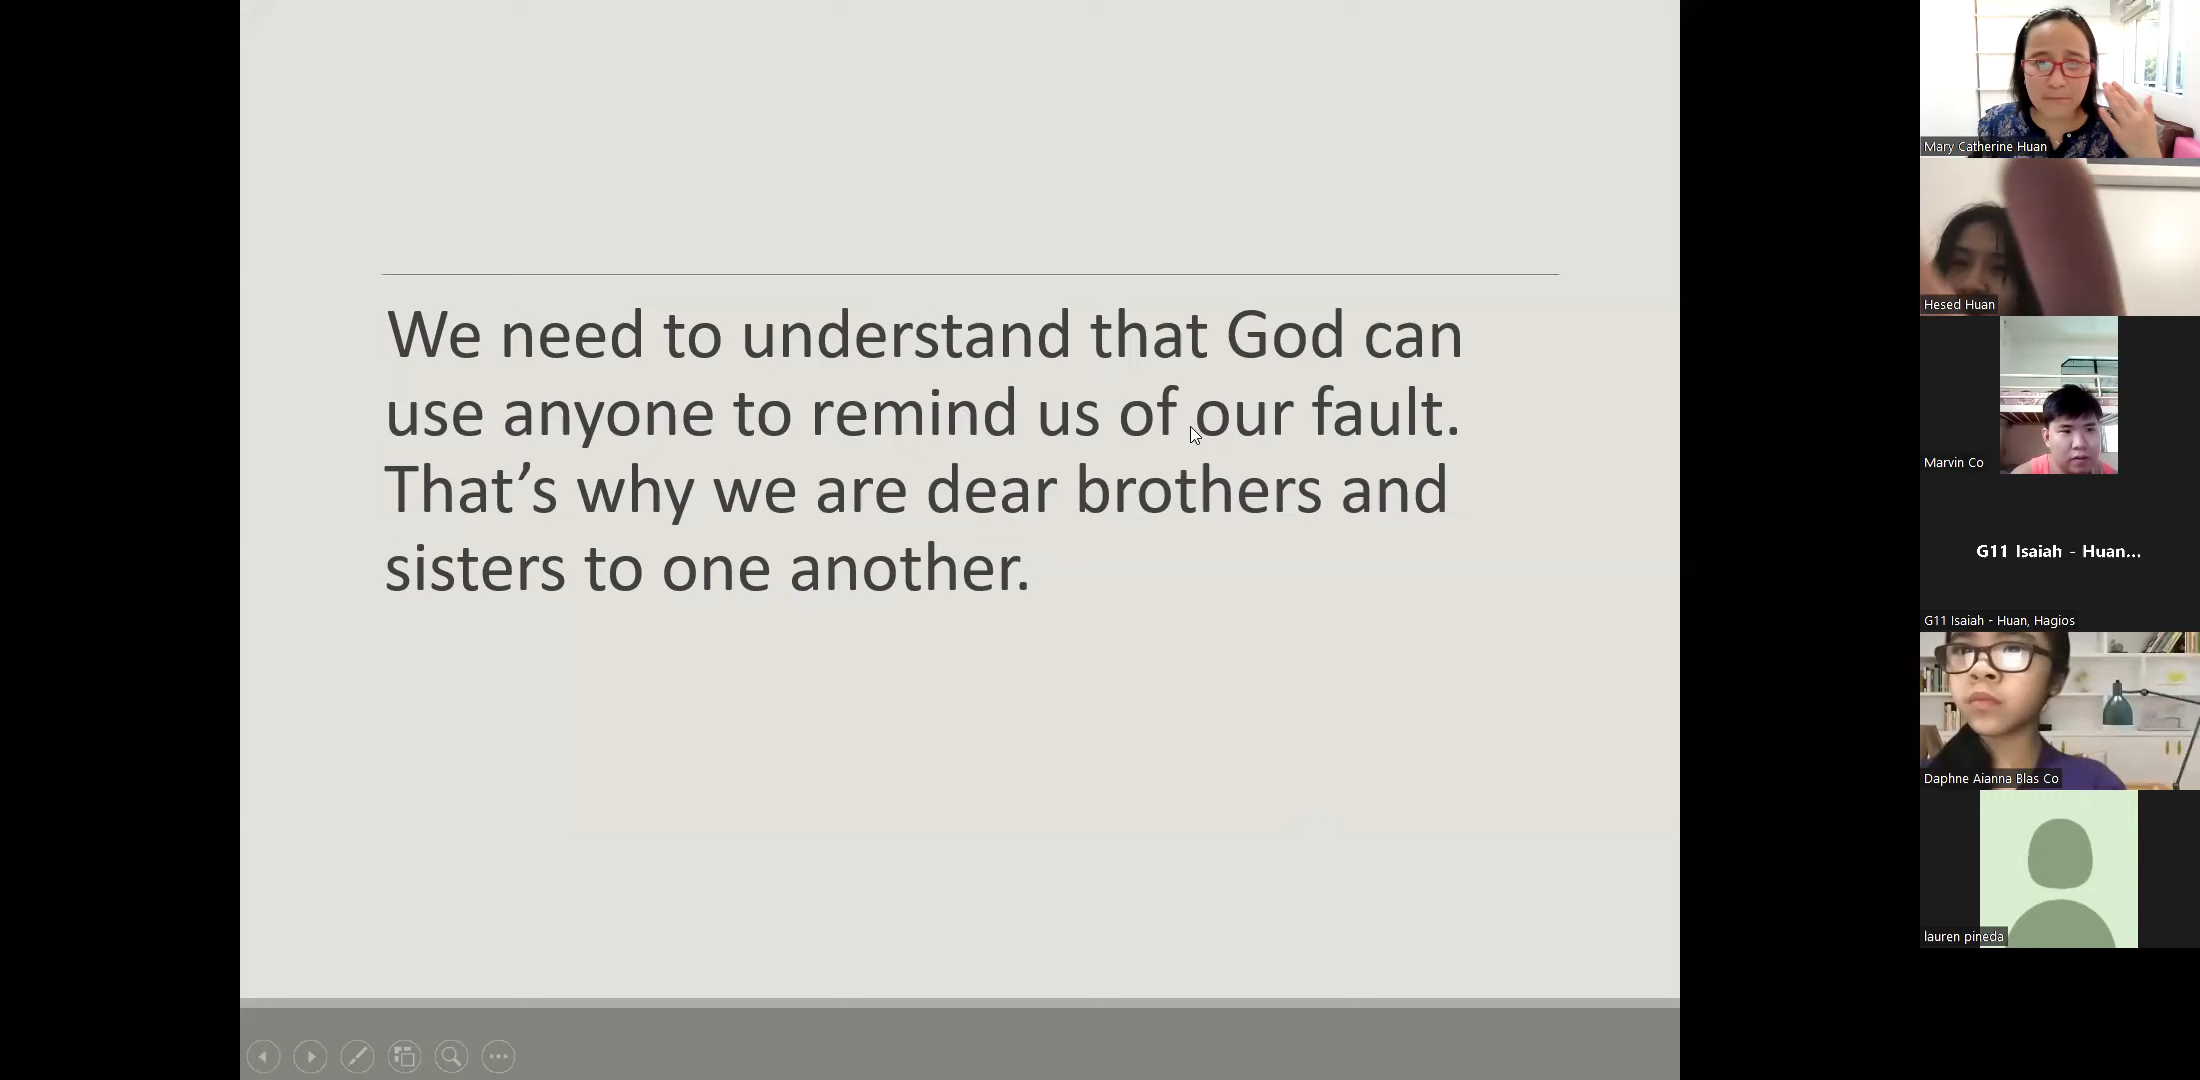 We need to understand that God can
use anyone to remind us of our fault.
That’s why we are dear brothers and
sisters to one another.
Mary Catherine Huan
Hesed Huan
Marvin Co
G11 Isaiah - Huan...
G11 Isaiah - Huan, Hagios
Daphne Aianna Blas Co
lauren pineda